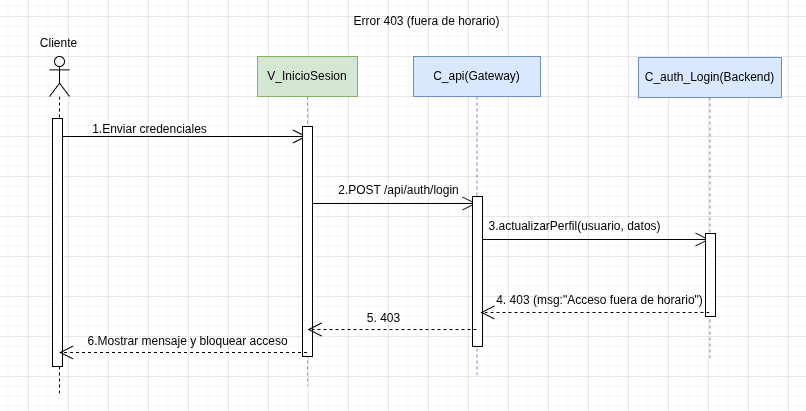 Error 403 (fuera de horario)
Cliente
V_InicioSesion
C_api(Gateway)
C_auth_Login(Backend)
1.Enviar credenciales
2.POST /api/auth/login
3.actualizarPerfil(usuario, datos)
4. 403 (msg:"Acceso fuera de horario")
5. 403
6.Mostrar mensaje y bloquear acceso